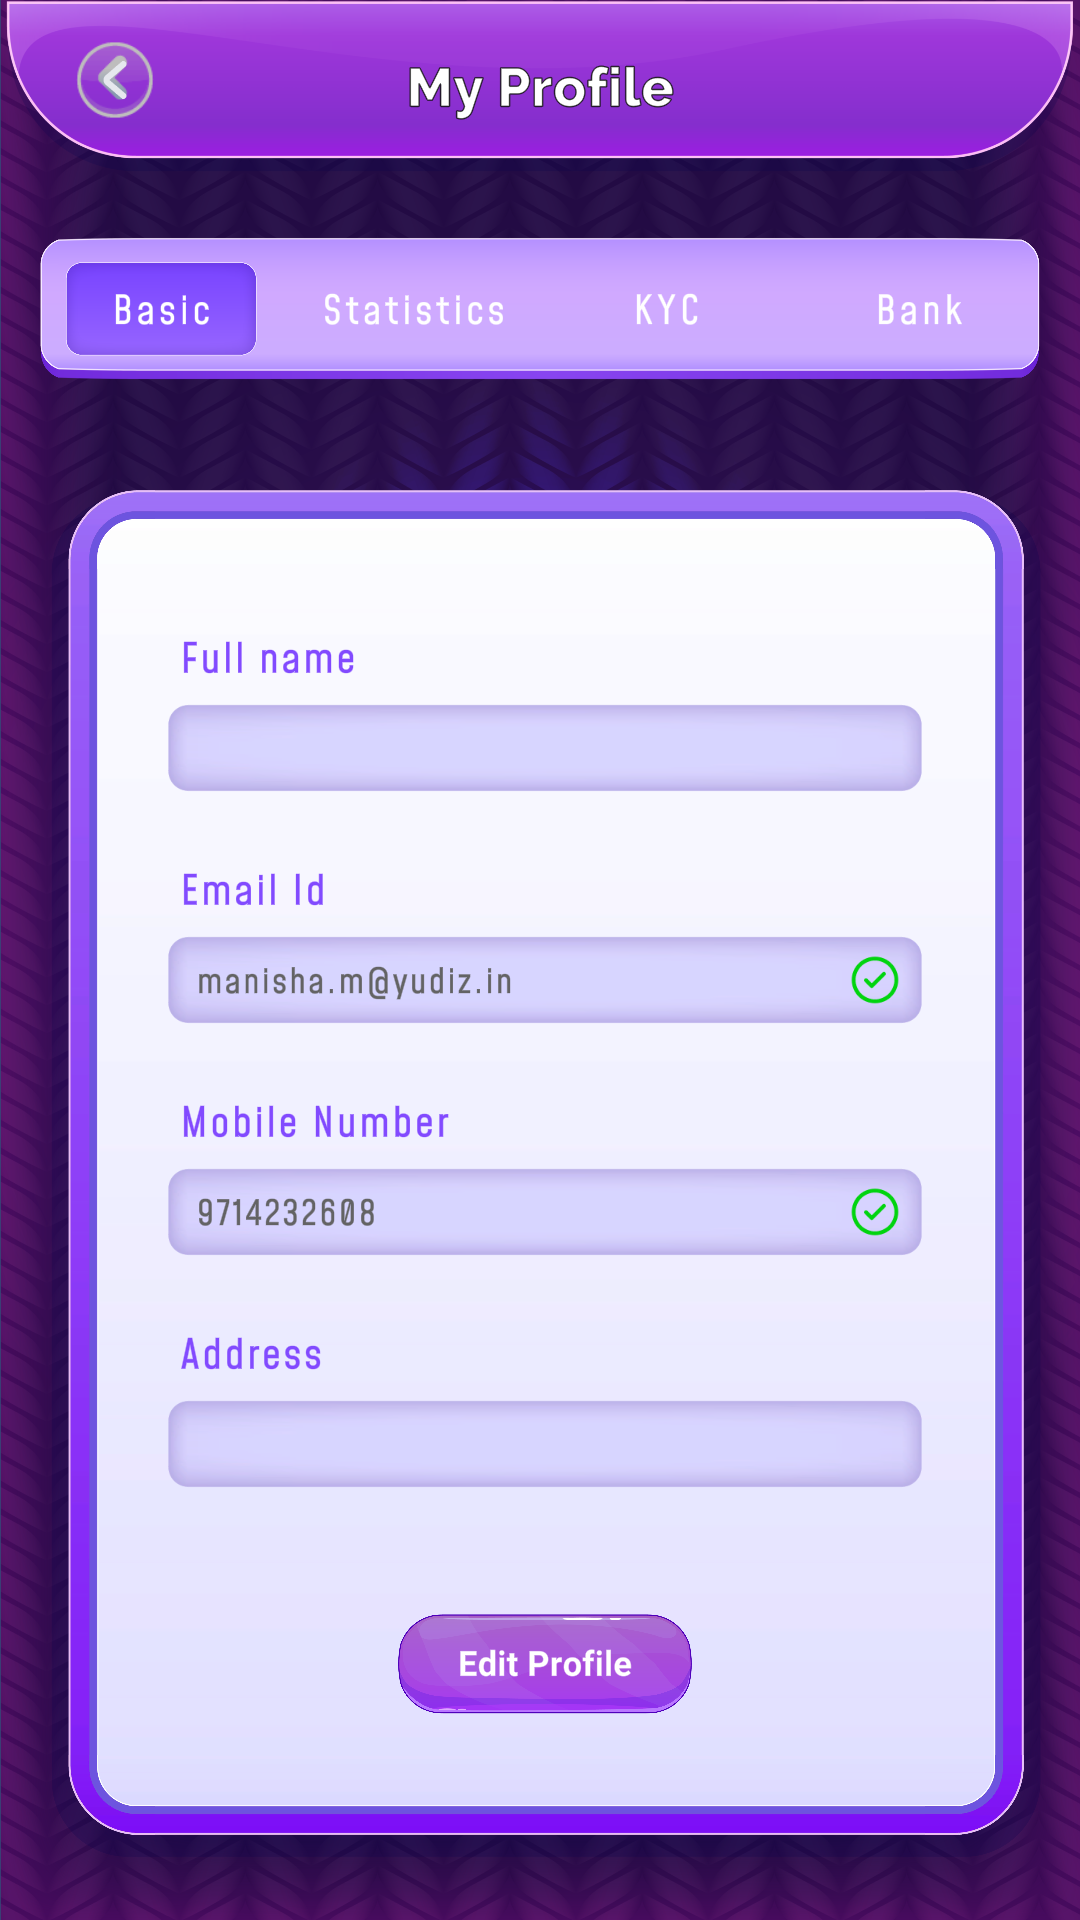 My Profile
Basic Statistics KYC Bank
Full name
Email Id
manisha.m@yudiz.in
Mobile Number
9714232608
Address
Edit Profile